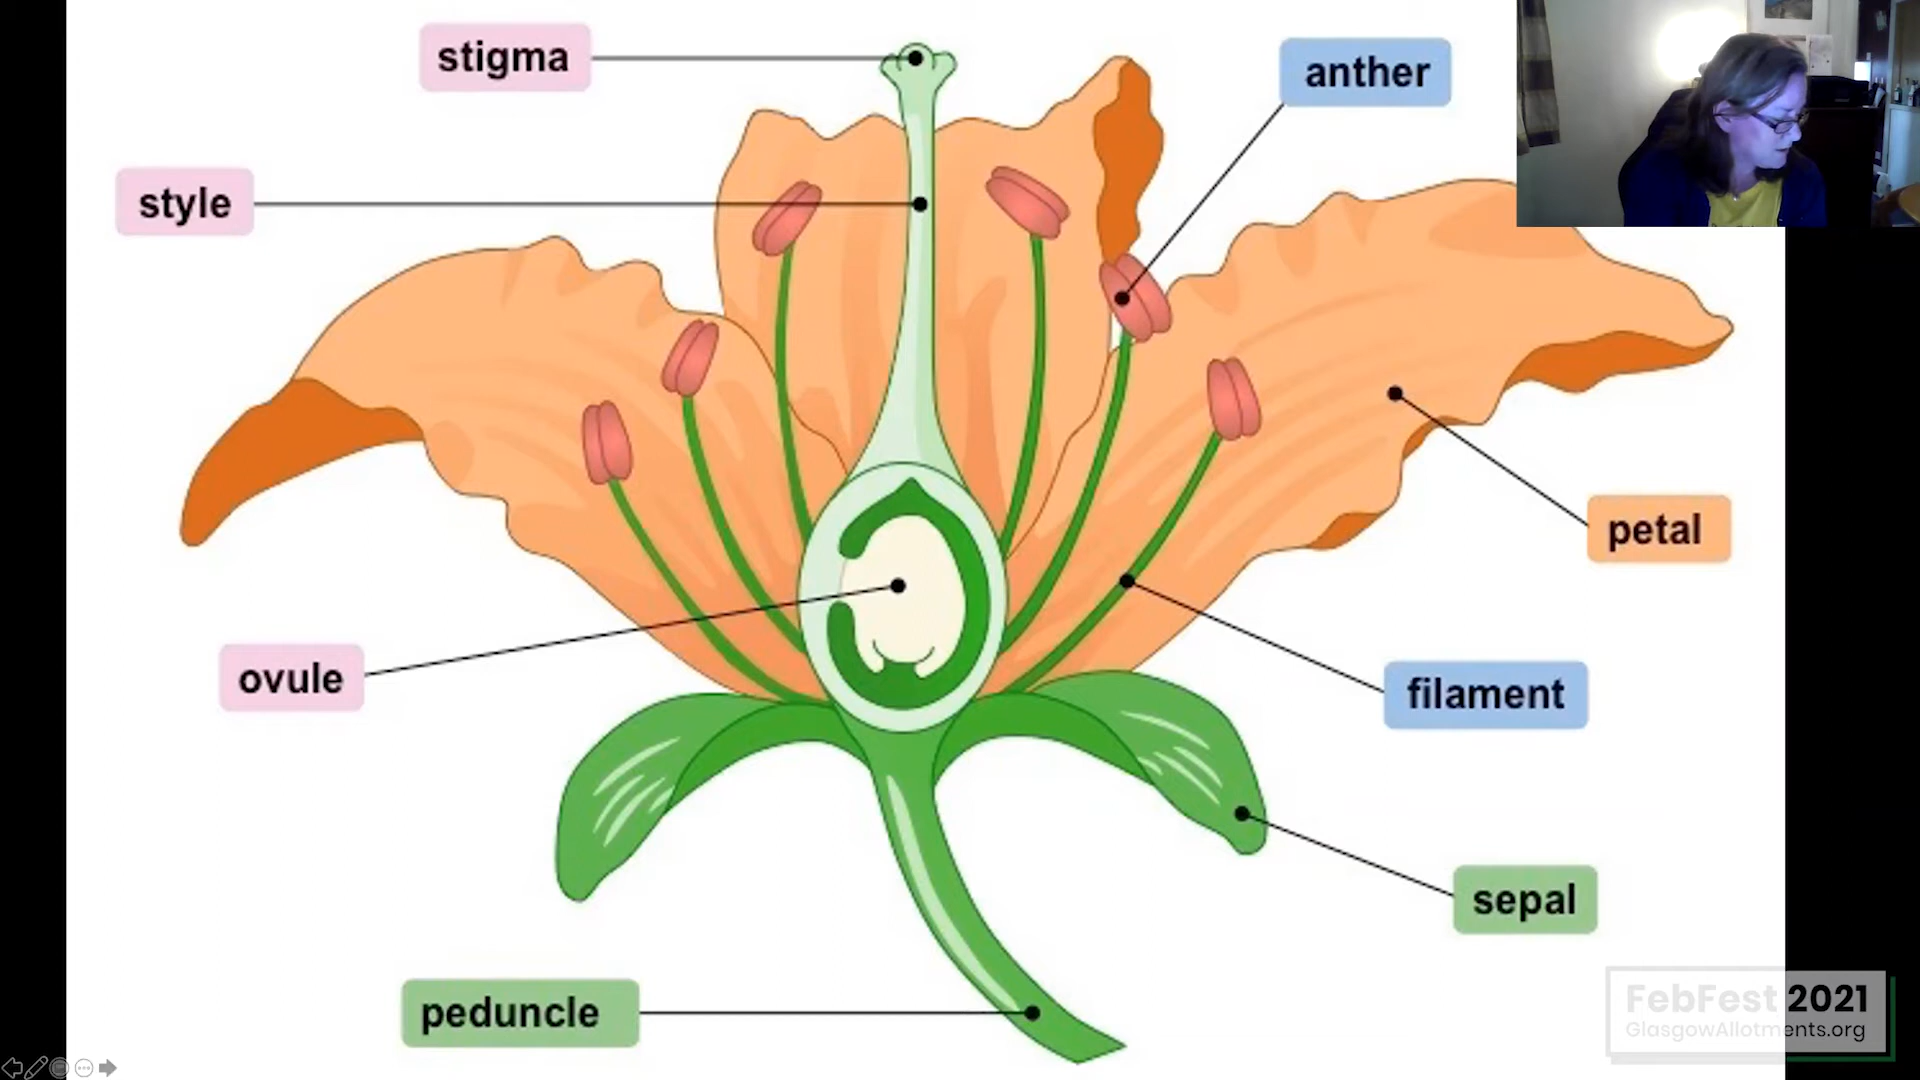 stigma
anther
style
petal
ovule
filament
sepal
peduncle
FebFest 2021
GlasgowAllotments.org